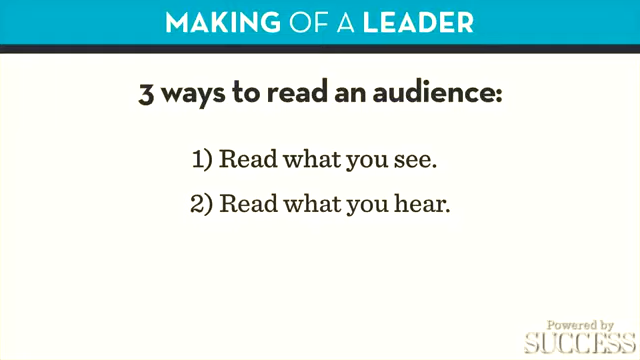 MAKING OF A LEADER
3 ways to read an audience:
1) Read what you see.
2) Read what you hear.
Powered by
SUCCESS